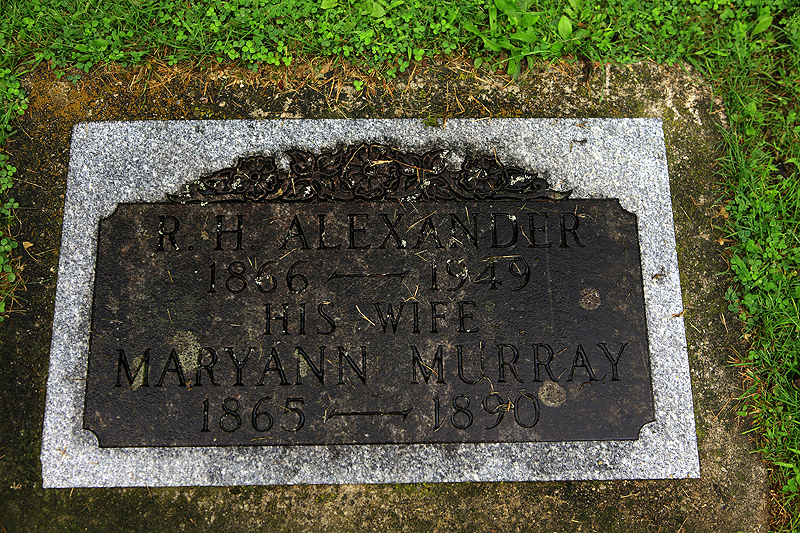 R. H. ALEXANDER
1866 — 1949
HIS WIFE
MARYANN MURRAY
1865 — 1890